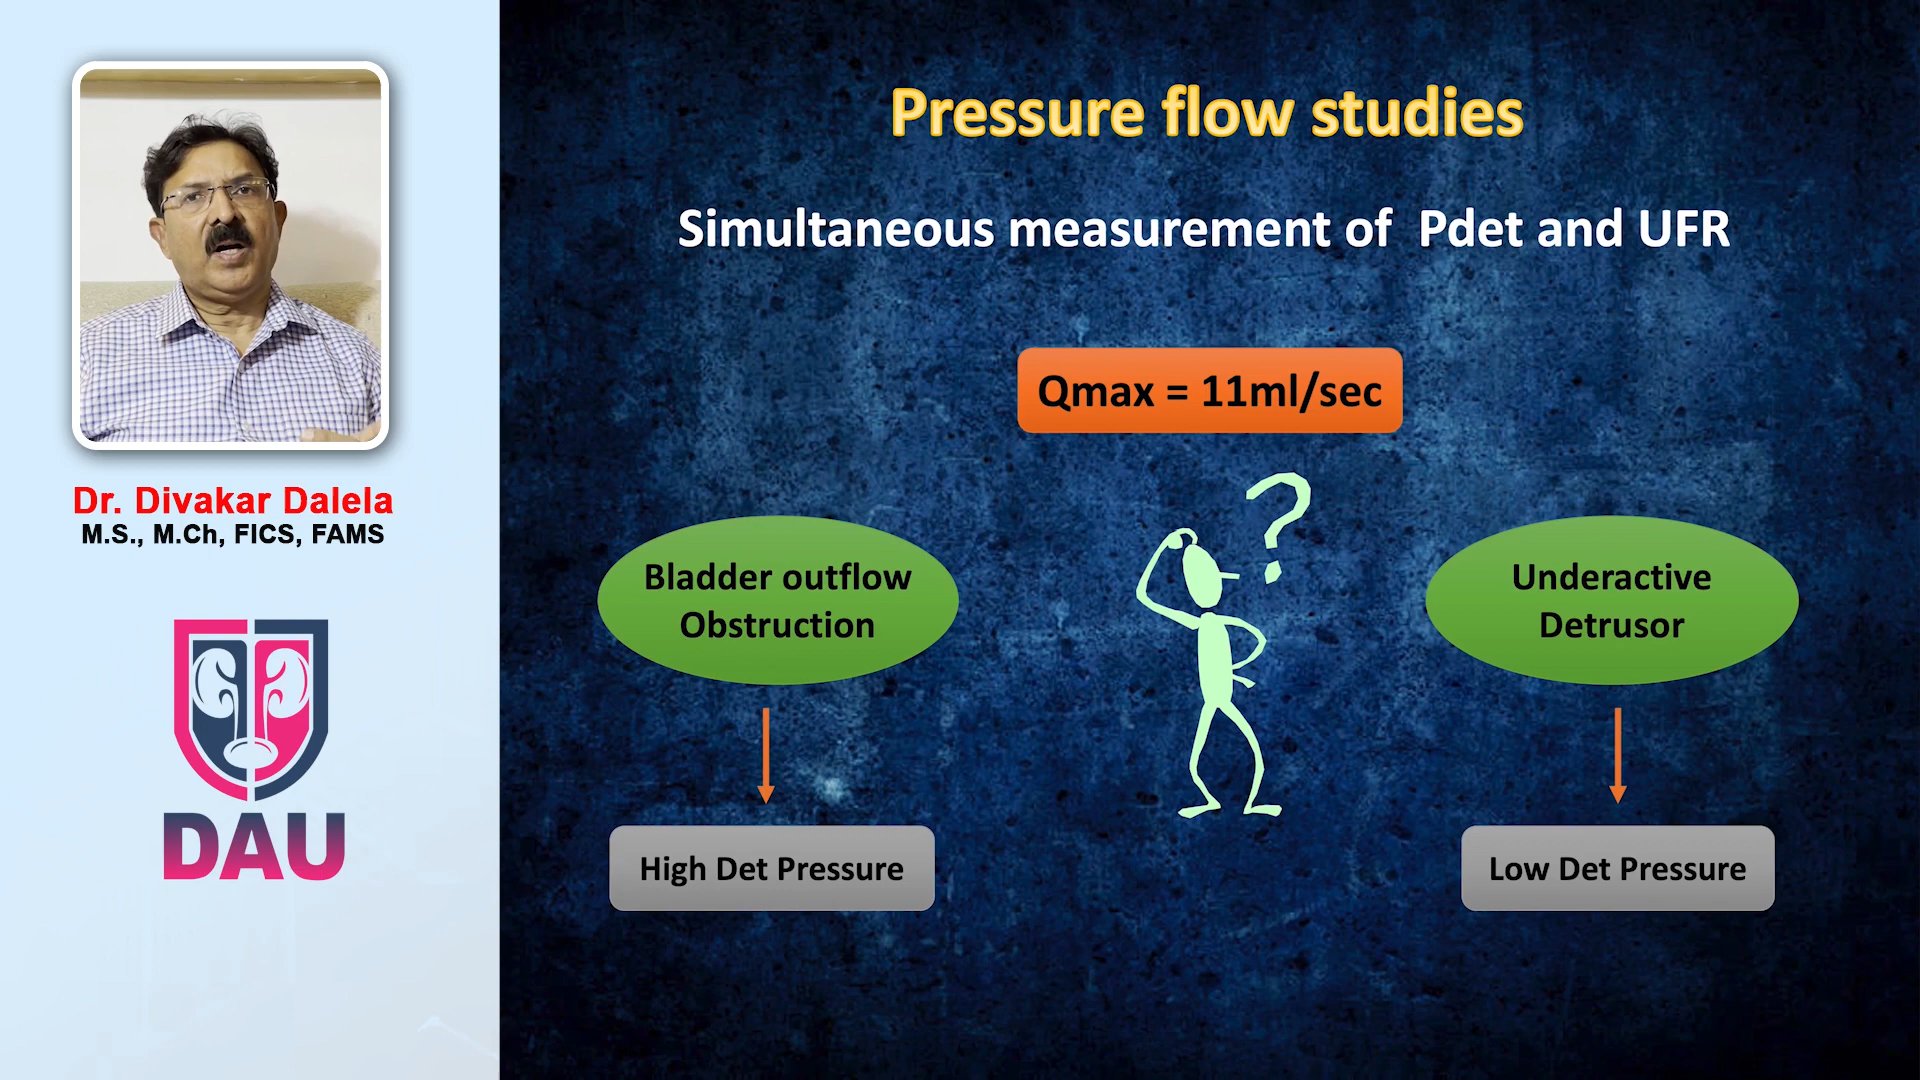 Pressure flow studies
Simultaneous measurement of Pdet and UFR
Qmax = 11ml/sec
?
Bladder outflow
Obstruction
Underactive
Detrusor
High Det Pressure
Low Det Pressure
Dr. Divakar Dalela
M.S., M.Ch, FICS, FAMS
DAU